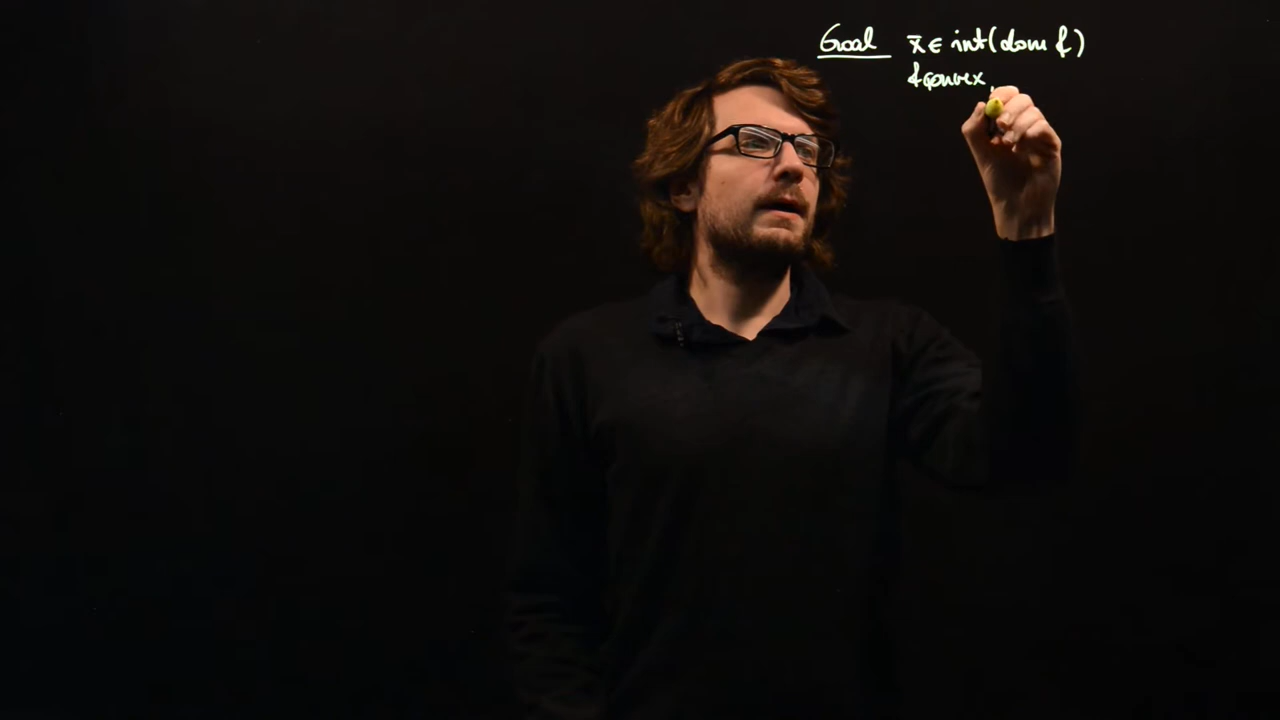 Goal x̄ ∈ int(dom f)
f convex,